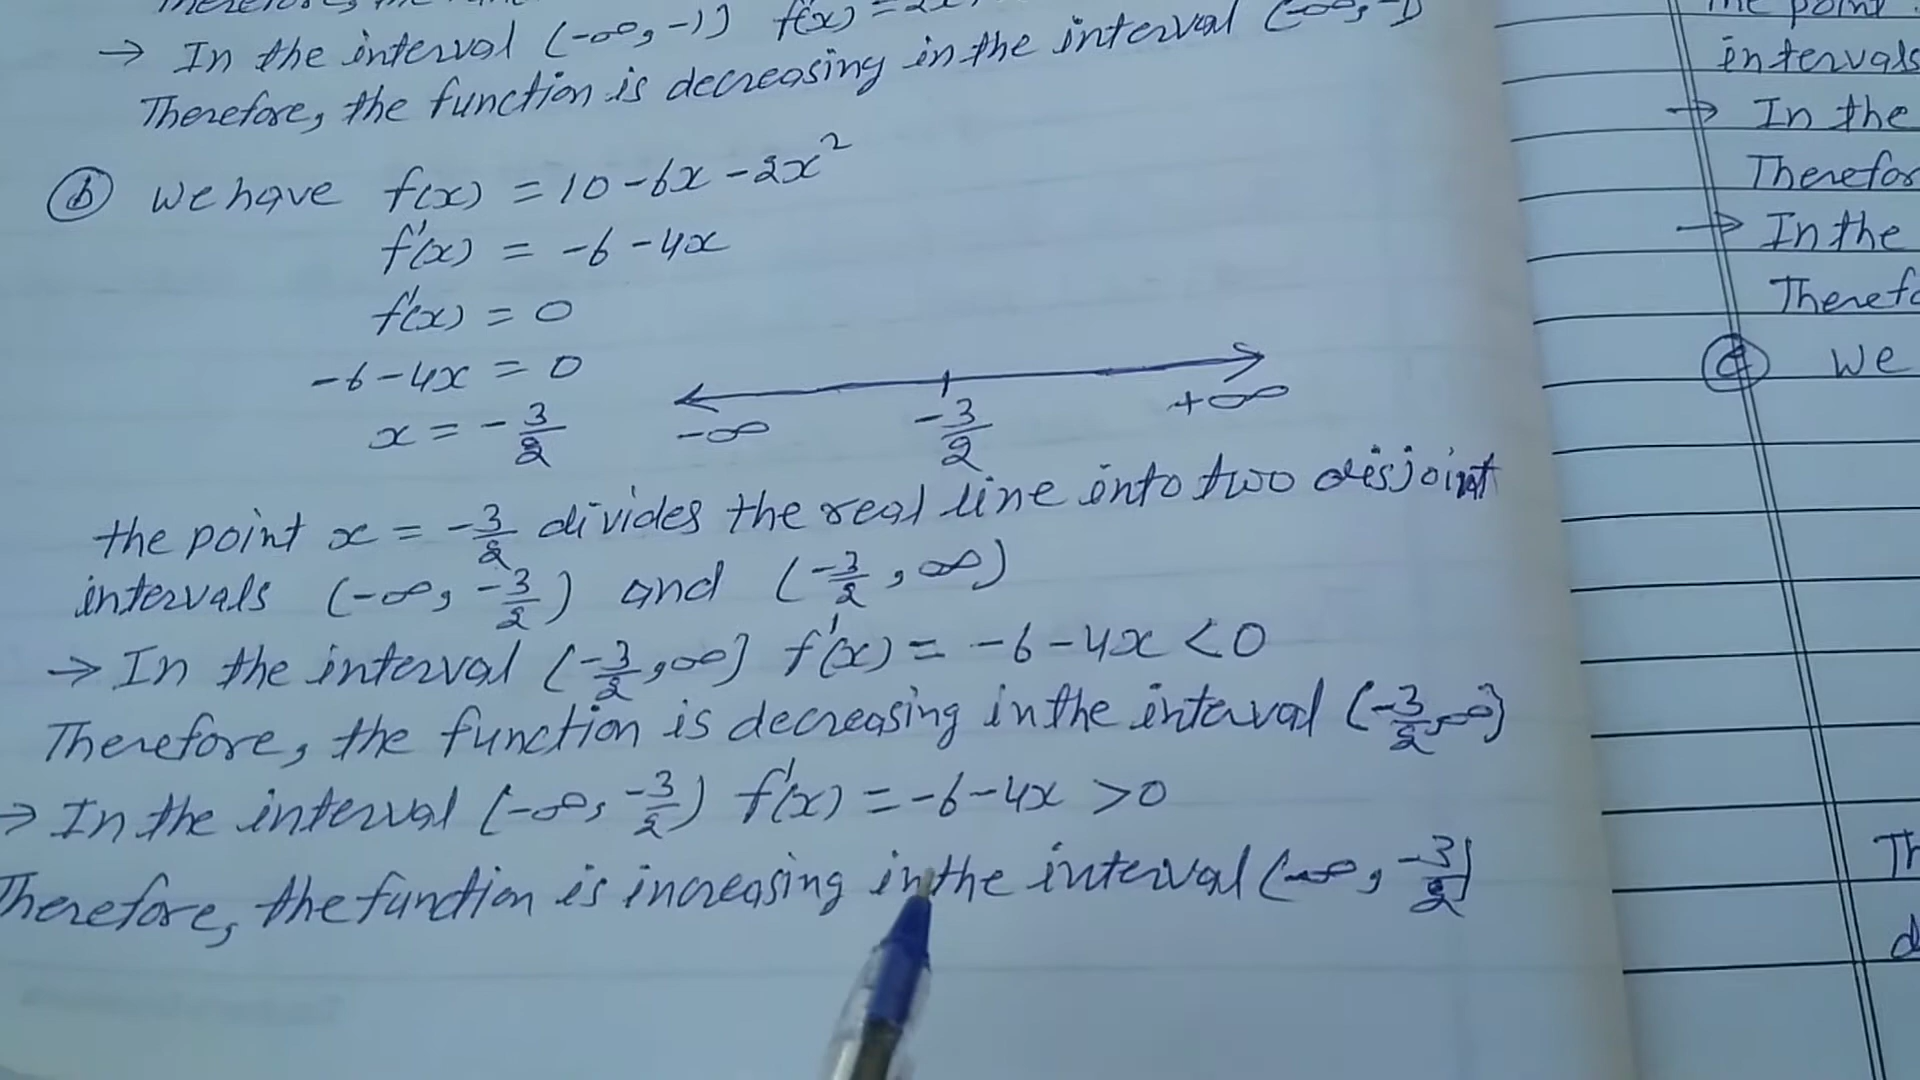 → In the interval (-∞, -1) f'(x) = 2x
Therefore, the function is decreasing in the interval (-∞, -1)
(b) We have f(x) = 10 - 6x - 2x²
f'(x) = -6 - 4x
f'(x) = 0
-6 - 4x = 0
x = -3/2
-∞ -3/2 +∞
the point x = -3/2 divides the real line into two disjoint
intervals (-∞, -3/2) and (-3/2, ∞)
→ In the interval (-3/2, ∞) f'(x) = -6 - 4x < 0
Therefore, the function is decreasing in the interval (-3/2, ∞)
→ In the interval (-∞, -3/2) f'(x) = -6 - 4x > 0
Therefore, the function is increasing in the interval (-∞, -3/2)
The point
intervals
→ In the
Therefor
→ In the
Therefo
(c) We
Th
d